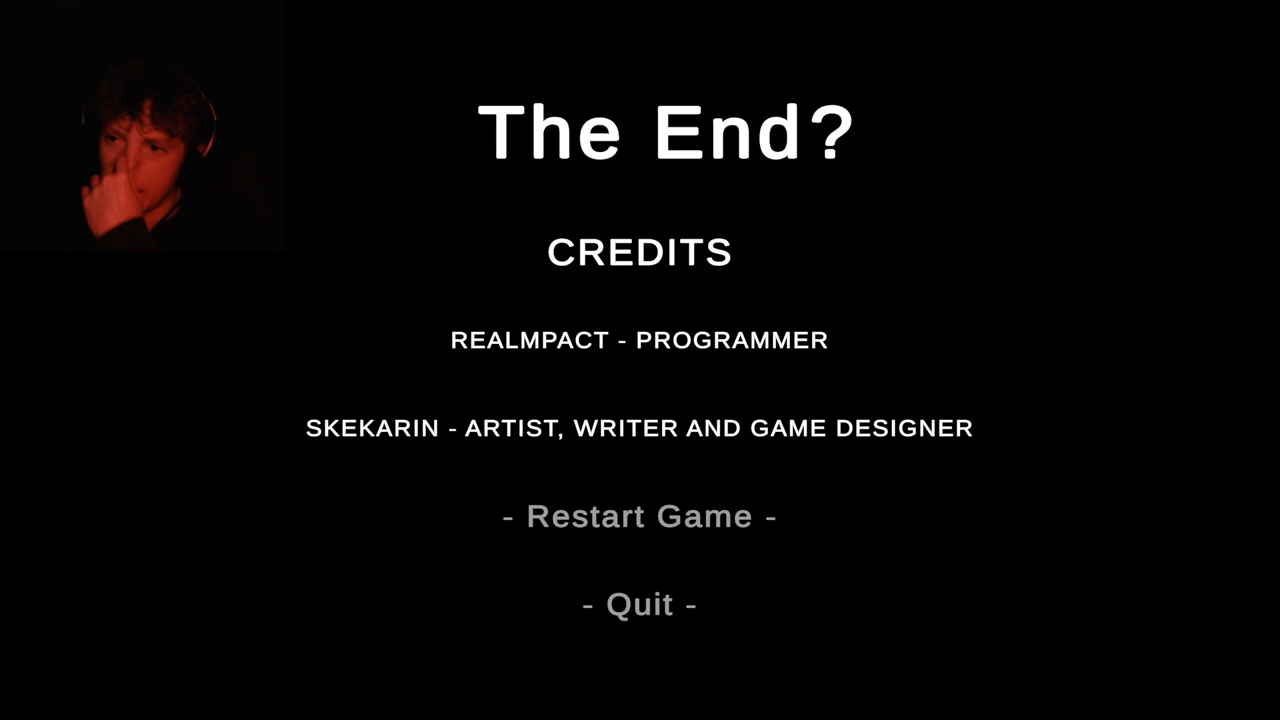 The End?
CREDITS
REALMPACT - PROGRAMMER
SKEKARIN - ARTIST, WRITER AND GAME DESIGNER
- Restart Game -
- Quit -